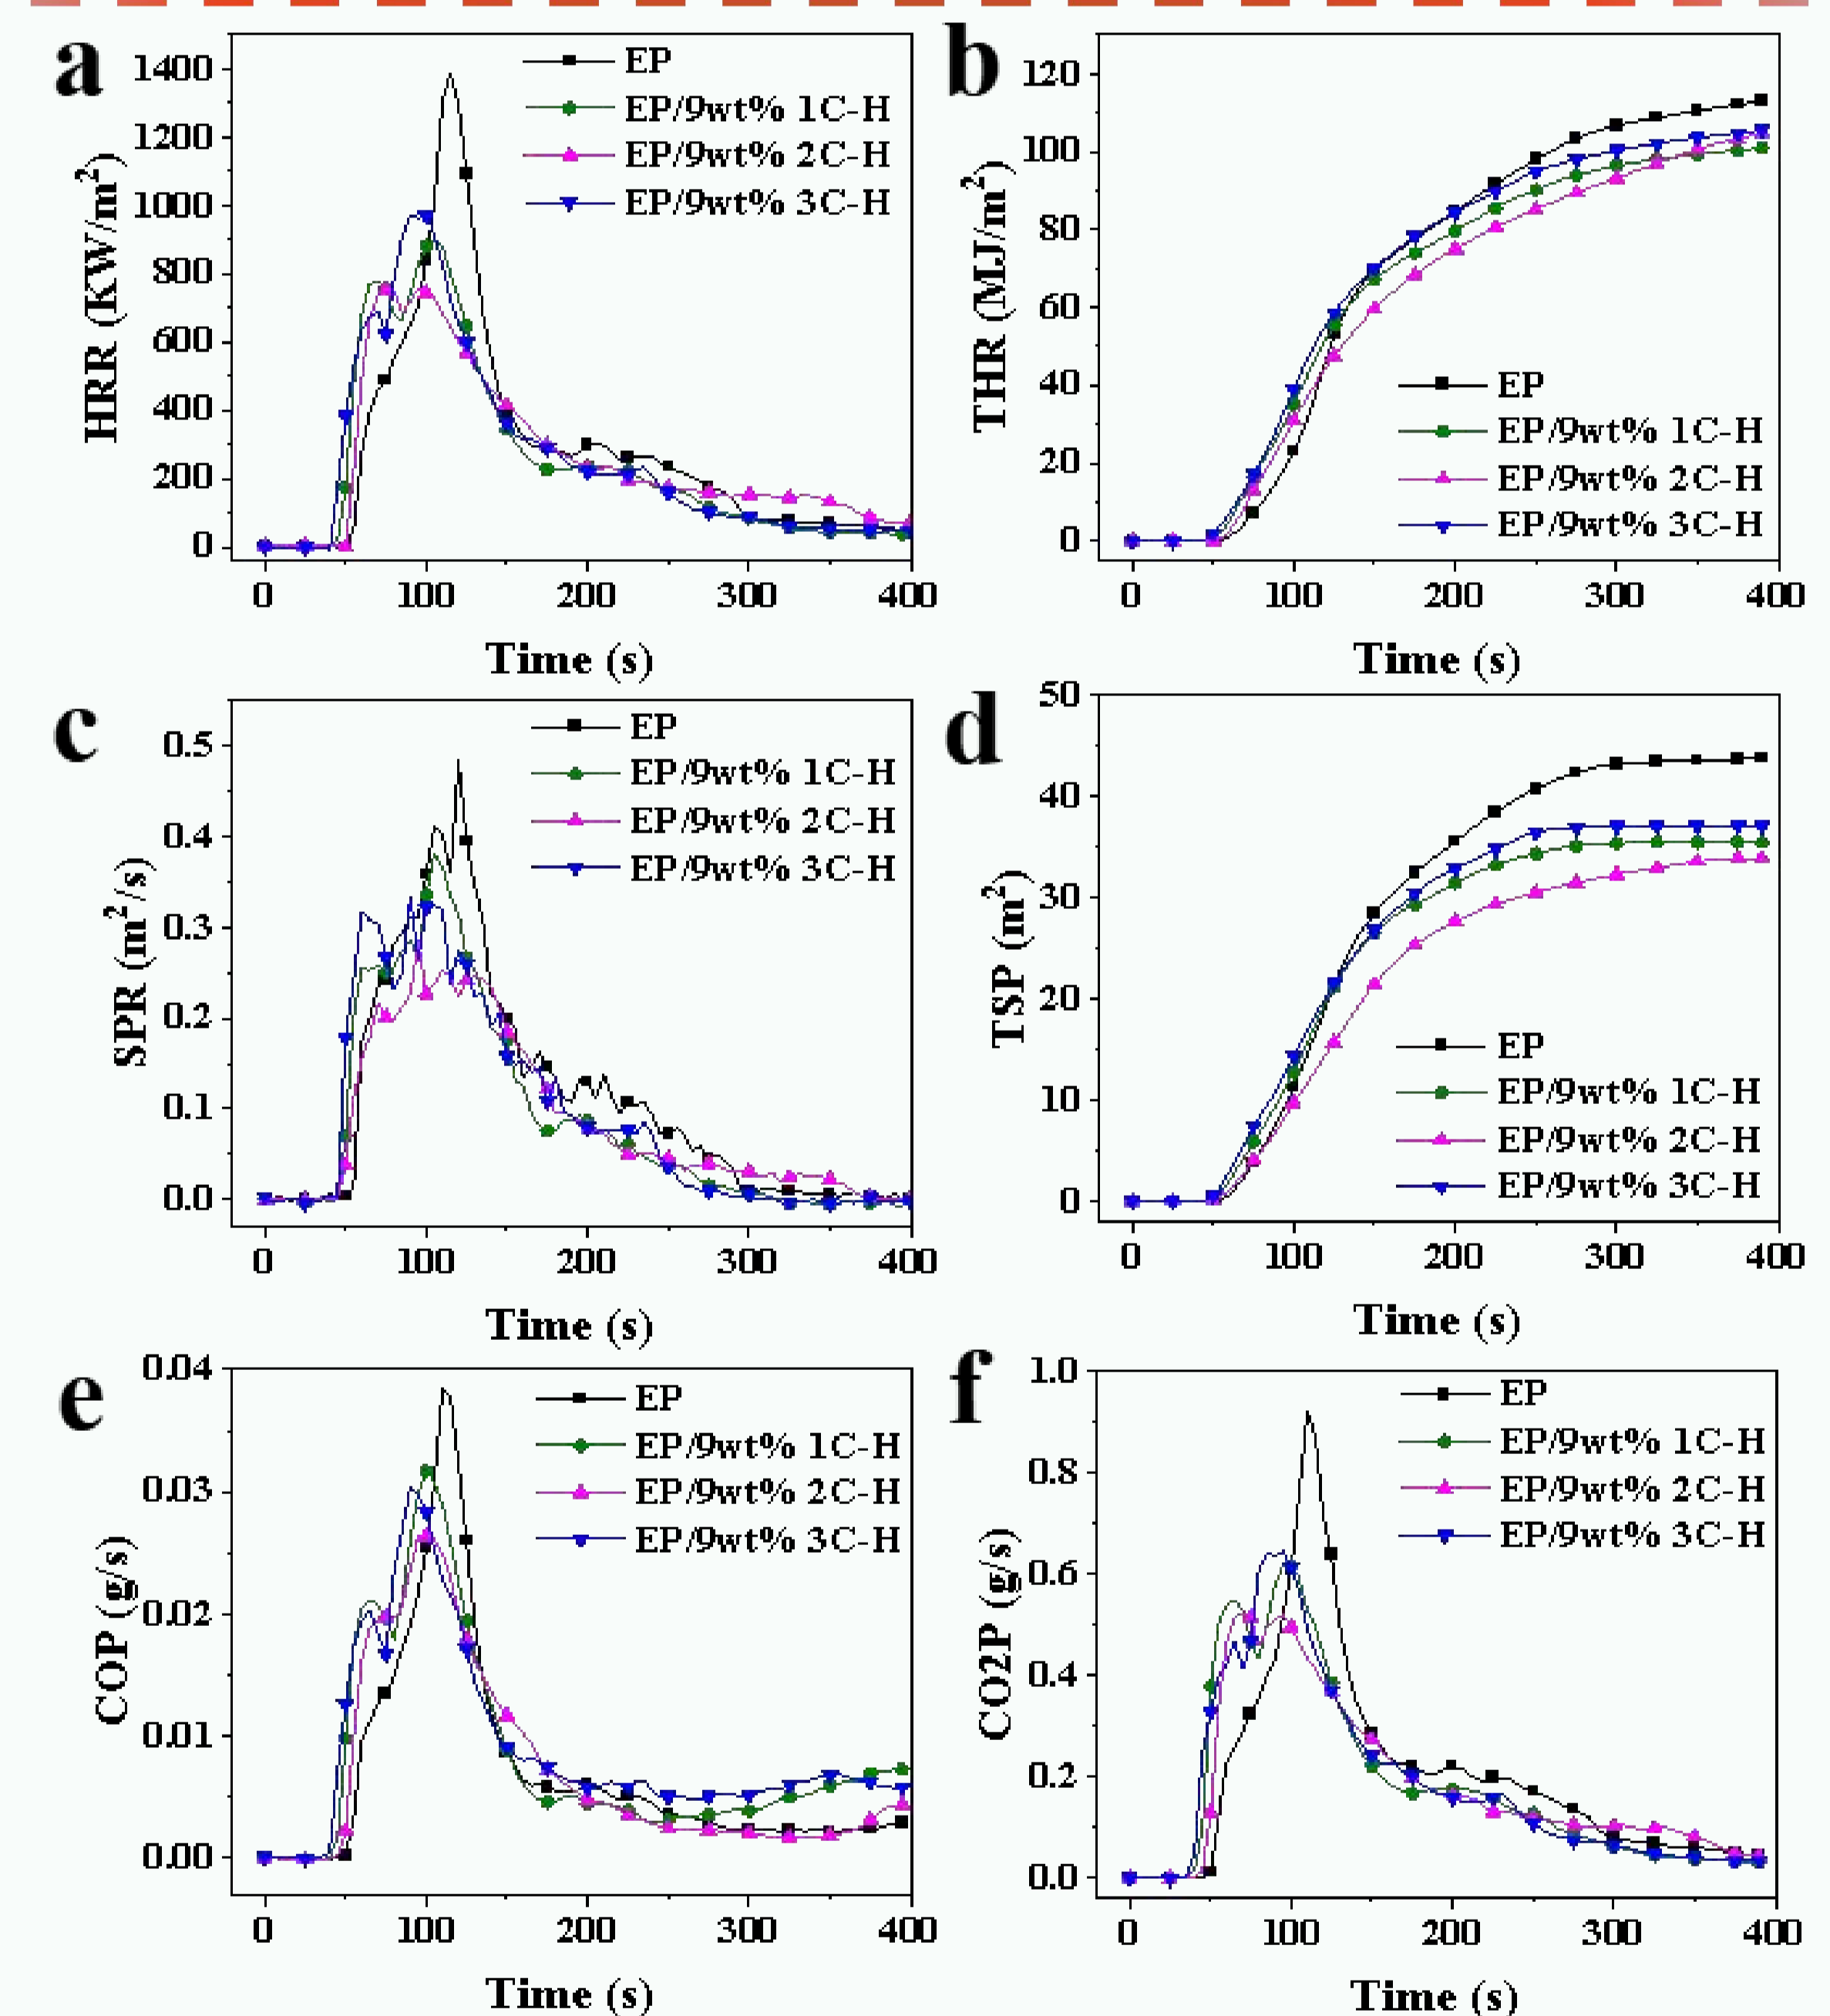 a
1400
1200
1000
800
600
400
200
0
HRR (KW/m²)
EP
EP/9wt% 1C-H
EP/9wt% 2C-H
EP/9wt% 3C-H
0 100 200 300 400
Time (s)
b
120
100
80
60
40
20
0
THR (MJ/m²)
EP
EP/9wt% 1C-H
EP/9wt% 2C-H
EP/9wt% 3C-H
0 100 200 300 400
Time (s)
c
0.5
0.4
0.3
0.2
0.1
0.0
SPR (m²/s)
EP
EP/9wt% 1C-H
EP/9wt% 2C-H
EP/9wt% 3C-H
0 100 200 300 400
Time (s)
d
50
40
30
20
10
0
TSP (m²)
EP
EP/9wt% 1C-H
EP/9wt% 2C-H
EP/9wt% 3C-H
0 100 200 300 400
Time (s)
e
0.04
0.03
0.02
0.01
0.00
COP (g/s)
EP
EP/9wt% 1C-H
EP/9wt% 2C-H
EP/9wt% 3C-H
0 100 200 300 400
Time (s)
f
1.0
0.8
0.6
0.4
0.2
0.0
CO2P (g/s)
EP
EP/9wt% 1C-H
EP/9wt% 2C-H
EP/9wt% 3C-H
0 100 200 300 400
Time (s)